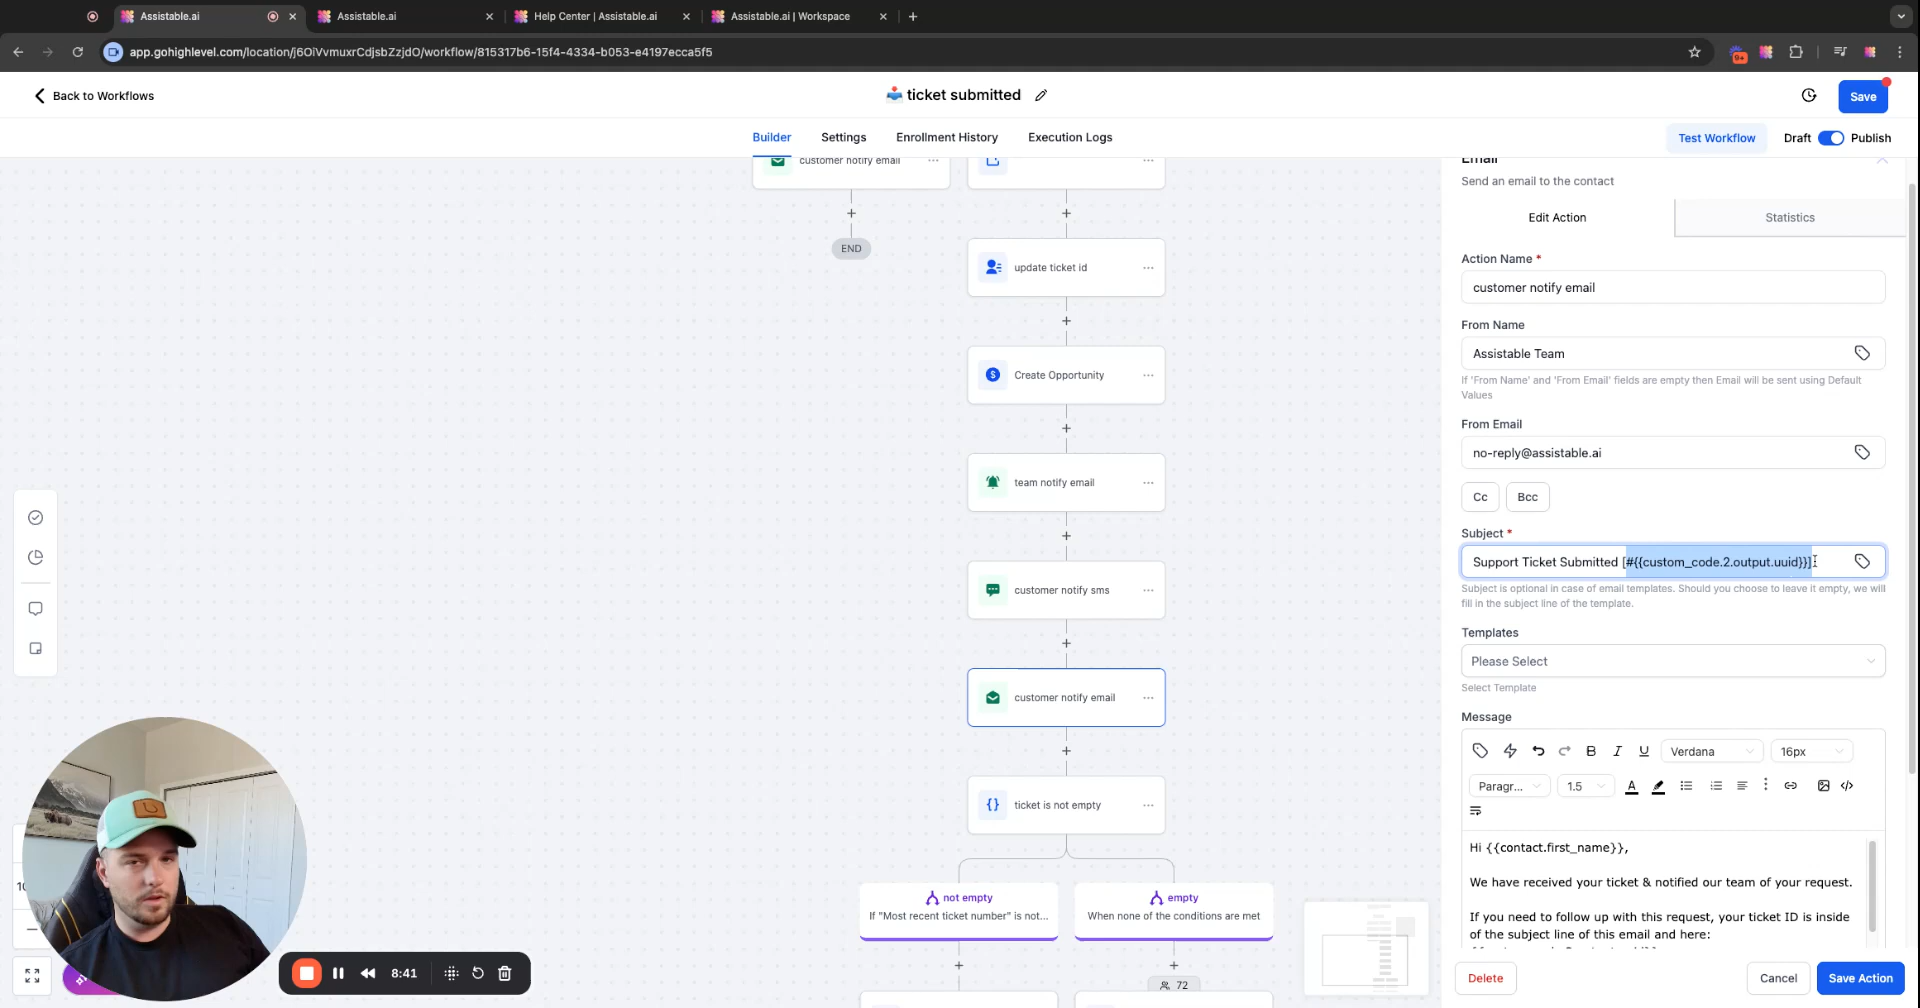 Assistable.ai
Assistable.ai
Help Center | Assistable.ai
Assistable.ai | Workspace
app.gohighlevel.com/location/j6OiVvmuxrCdjsbZzjdO/workflow/815317b6-15f4-4334-b053-e4197ecca5f5
9+
Back to Workflows
ticket submitted
Save
Builder
Settings
Enrollment History
Execution Logs
Test Workflow
Draft
Publish
customer notify email
END
update ticket id
Create Opportunity
team notify email
customer notify sms
customer notify email
ticket is not empty
not empty
If "Most recent ticket number" is not...
empty
When none of the conditions are met
72
8:41
Email
Send an email to the contact
Edit Action
Statistics
Action Name *
customer notify email
From Name
Assistable Team
If 'From Name' and 'From Email' fields are empty then Email will be sent using Default
Values
From Email
no-reply@assistable.ai
Cc
Bcc
Subject *
Support Ticket Submitted [#{{custom_code.2.output.uuid}}]
Subject is optional in case of email templates. Should you choose to leave it empty, we will
fill in the subject line of the template.
Templates
Please Select
Select Template
Message
Verdana
16px
Paragr...
1.5
Hi {{contact.first_name}},
We have received your ticket & notified our team of your request.
If you need to follow up with this request, your ticket ID is inside
of the subject line of this email and here:
Delete
Cancel
Save Action